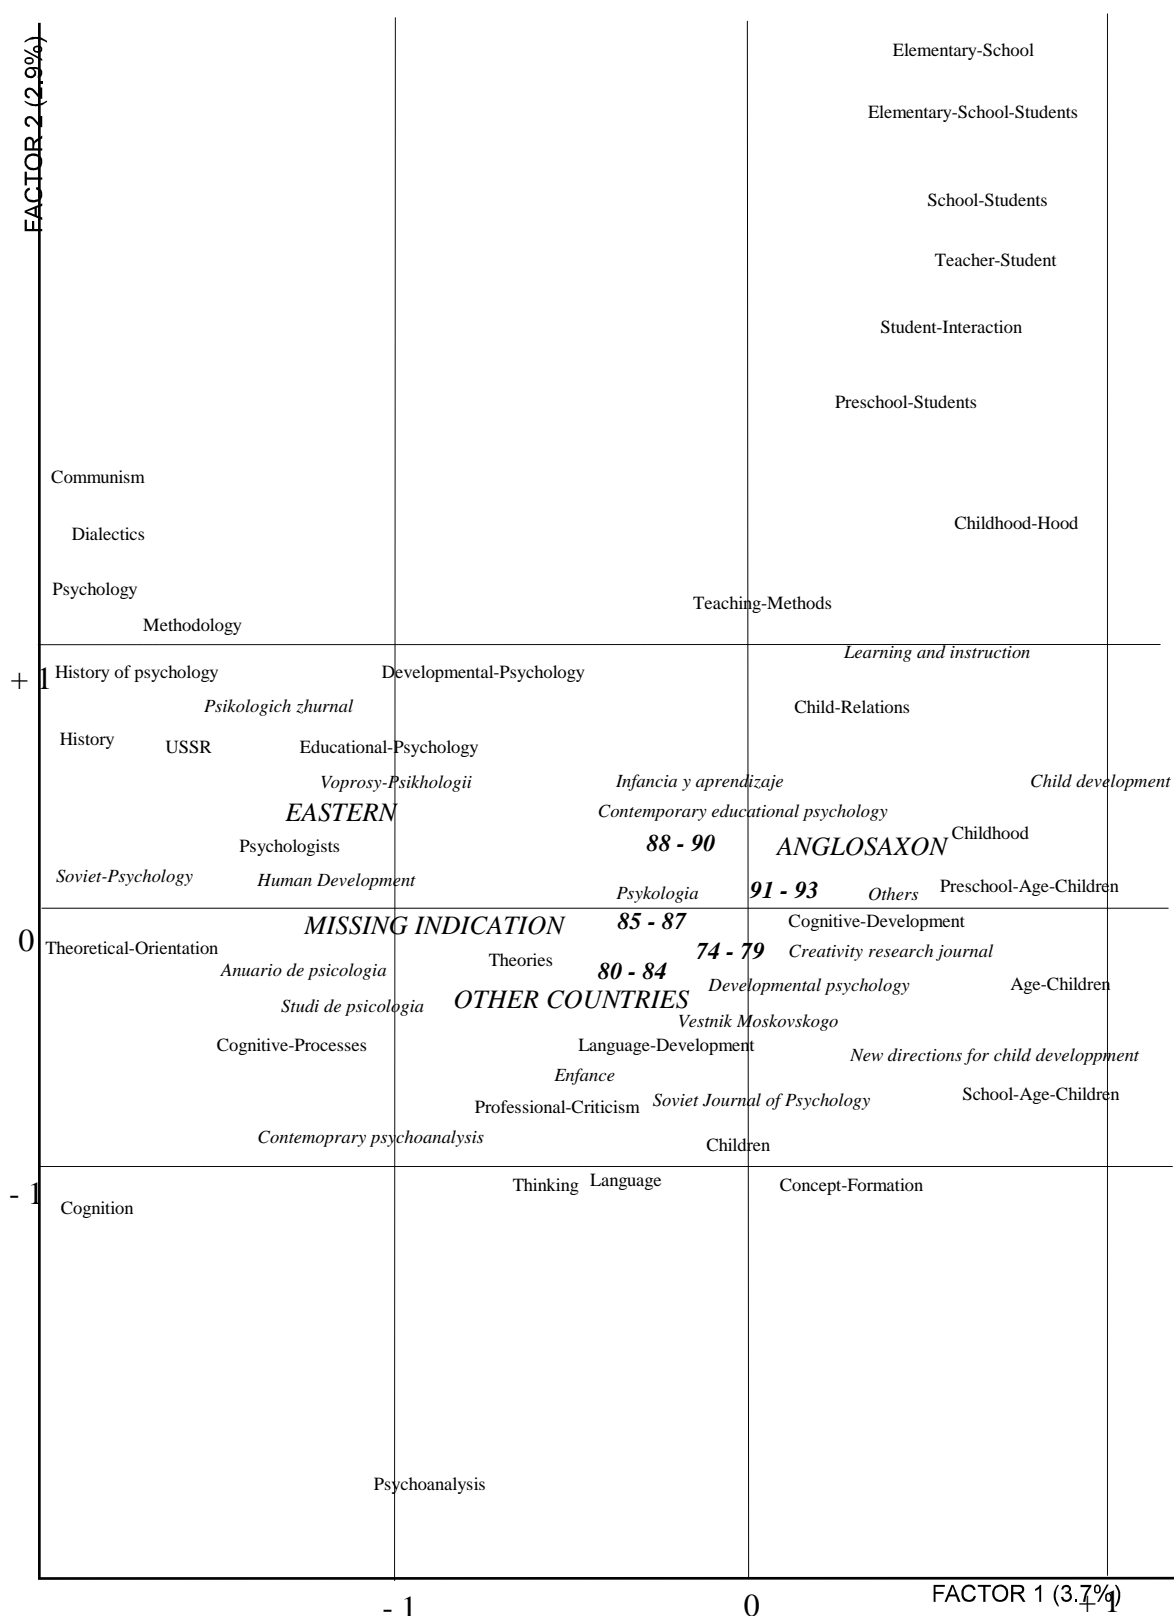 Elementary-School
FACTOR 2 (2.9%)
Elementary-School-Students
School-Students
Teacher-Student
Student-Interaction
Preschool-Students
Communism
Childhood-Hood
Dialectics
Psychology
Teaching-Methods
Methodology
Learning and instruction
+ 1
History of psychology
Developmental-Psychology
Psikologich zhurnal
Child-Relations
History
USSR
Educational-Psychology
Voprosy-Psikhologii
Infancia y aprendizaje
Child development
EASTERN
Contemporary educational psychology
Psychologists
88 - 90
ANGLOSAXON
Childhood
Soviet-Psychology
Human Development
Psykologia
91 - 93
Others
Preschool-Age-Children
MISSING INDICATION
85 - 87
Cognitive-Development
0
Theoretical-Orientation
Theories
74 - 79
Creativity research journal
Anuario de psicologia
80 - 84
Developmental psychology
Age-Children
Studi de psicologia
OTHER COUNTRIES
Vestnik Moskovskogo
Cognitive-Processes
Language-Development
New directions for child developpment
Enfance
Professional-Criticism
Soviet Journal of Psychology
School-Age-Children
Contemoprary psychoanalysis
Children
- 1
Thinking
Language
Concept-Formation
Cognition
Psychoanalysis
FACTOR 1 (3.7%)
- 1
0
+ 1